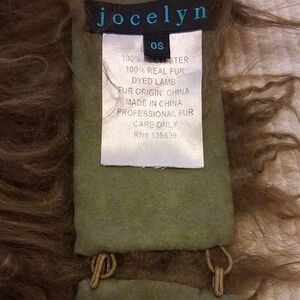 jocelyn
OS
100% POLYESTER
100% REAL FUR
DYED LAMB
FUR ORIGIN: CHINA
MADE IN CHINA
PROFESSIONAL FUR
CARE ONLY
RN# 139699